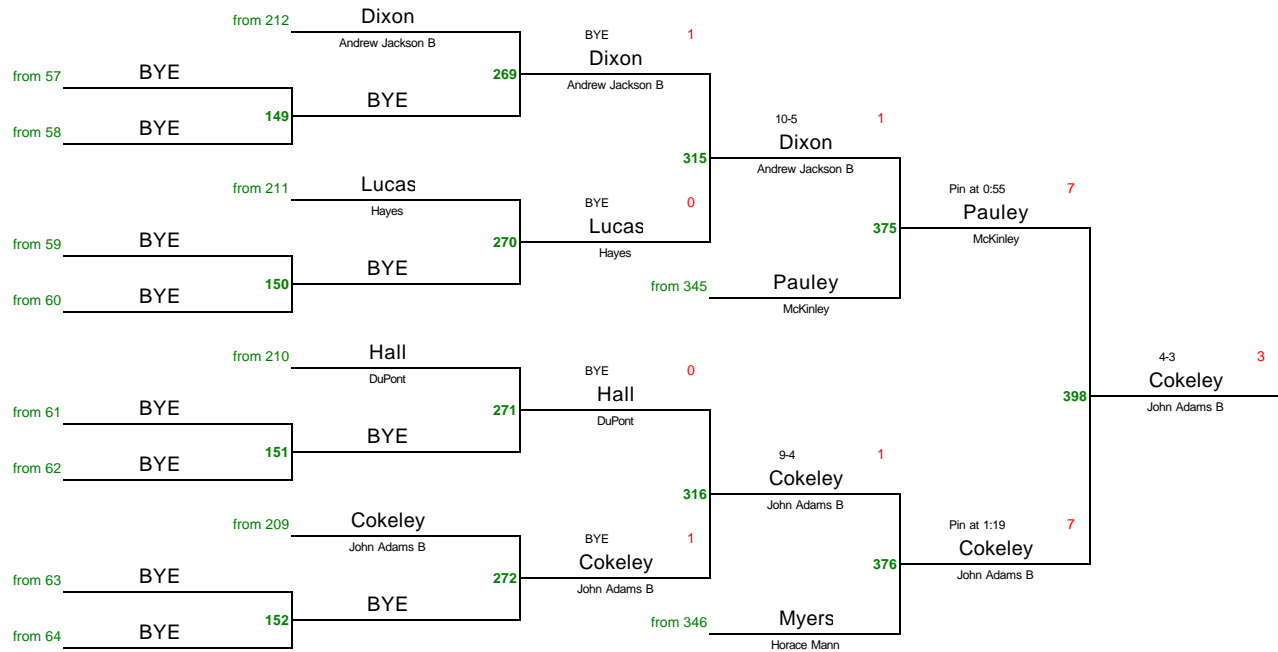 from 212
Dixon
Andrew Jackson B
BYE 1
Dixon
Andrew Jackson B
from 57
BYE
from 58
BYE
149
BYE
269
10-5 1
Dixon
Andrew Jackson B
315
from 211
Lucas
Hayes
BYE 0
Lucas
Hayes
from 59
BYE
from 60
BYE
150
BYE
270
from 345
Pauley
McKinley
375
Pin at 0:55 7
Pauley
McKinley
from 210
Hall
DuPont
BYE 0
Hall
DuPont
from 61
BYE
from 62
BYE
151
BYE
271
9-4 1
Cokeley
John Adams B
316
from 209
Cokeley
John Adams B
BYE 1
Cokeley
John Adams B
from 63
BYE
from 64
BYE
152
BYE
272
from 346
Myers
Horace Mann
376
Pin at 1:19 7
Cokeley
John Adams B
398
4-3 3
Cokeley
John Adams B